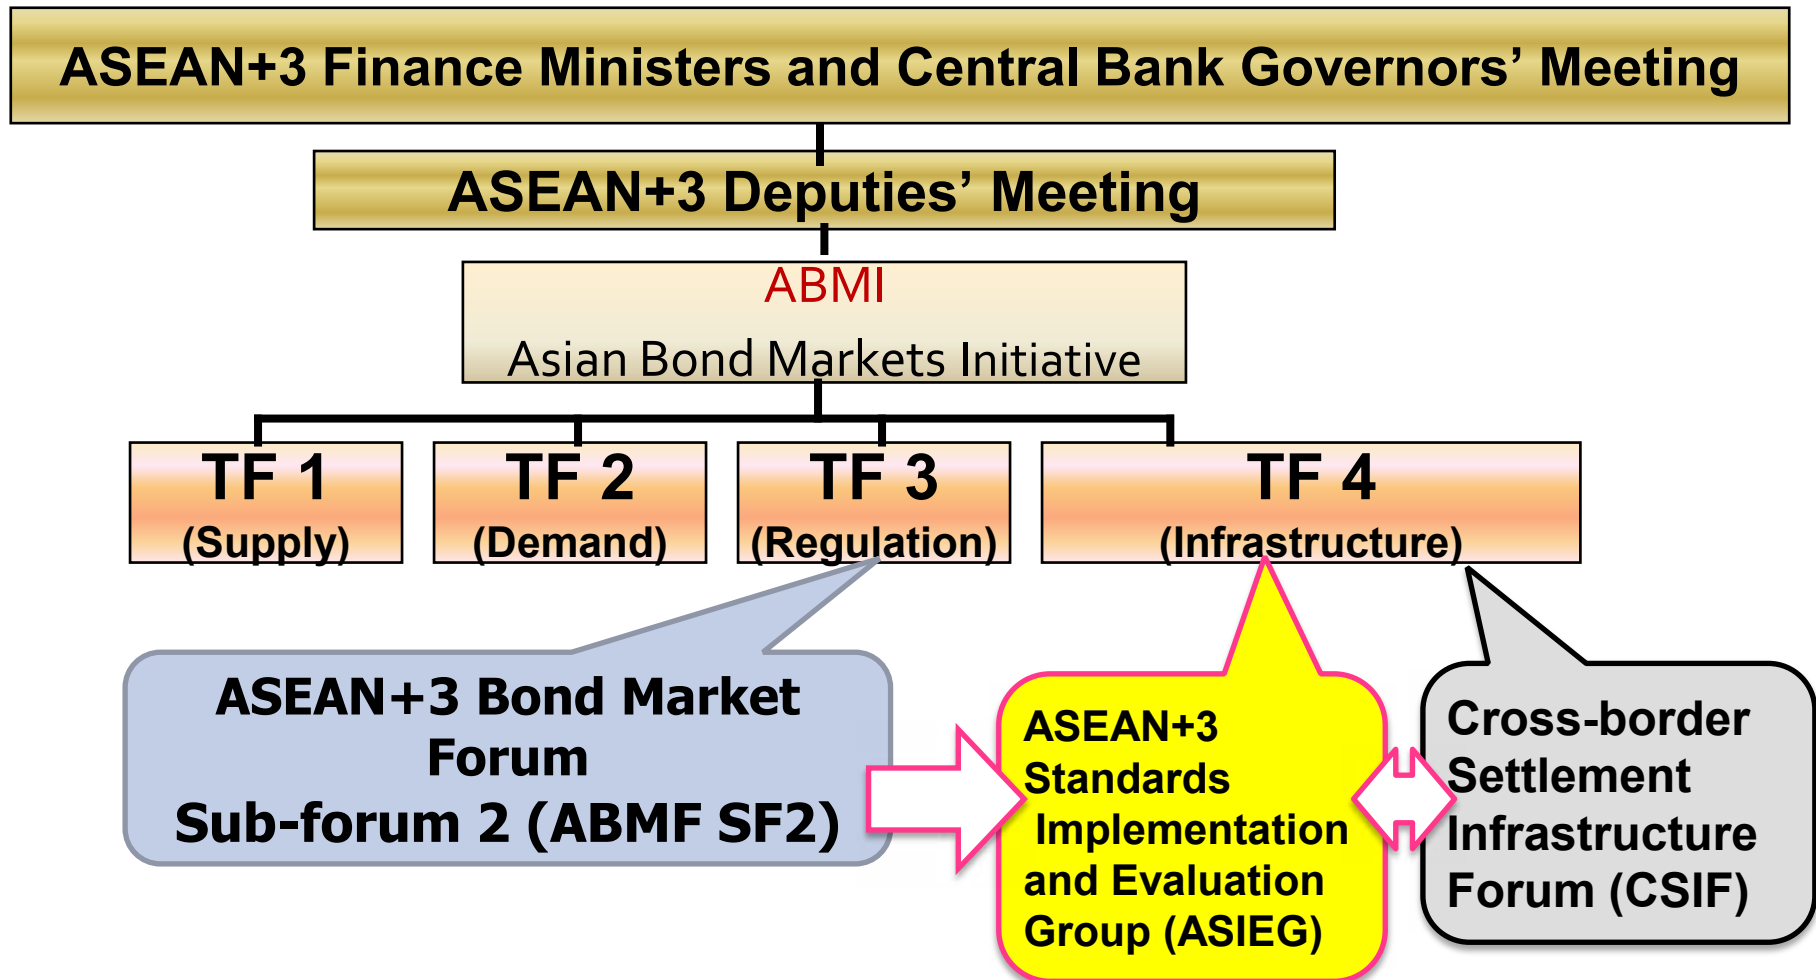 ASEAN+3 Finance Ministers and Central Bank Governors’ Meeting
ASEAN+3 Deputies’ Meeting
ABMI
Asian Bond Markets Initiative
TF 1
(Supply)
TF 2
(Demand)
TF 3
(Regulation)
TF 4
(Infrastructure)
ASEAN+3 Bond Market
Forum
Sub-forum 2 (ABMF SF2)
ASEAN+3
Standards
Implementation
and Evaluation
Group (ASIEG)
Cross-border
Settlement
Infrastructure
Forum (CSIF)